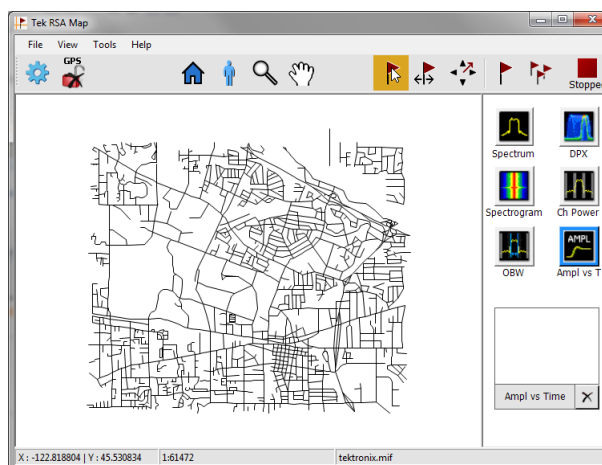 Tek RSA Map
File View Tools Help
GPS
Stopped
Spectrum DPX
Spectrogram Ch Power
AMPL
OBW Ampl vs T
Ampl vs Time
X : -122.818804 | Y : 45.530834 1:61472 tektronix.mif